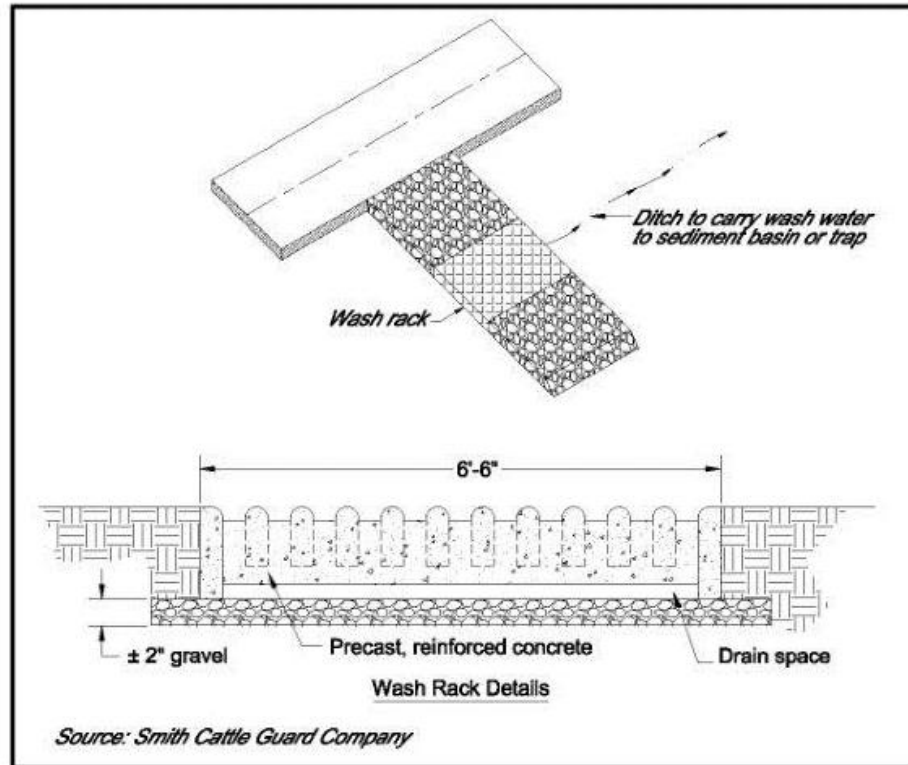 Ditch to carry wash water
to sediment basin or trap
Wash rack
6'-6"
± 2" gravel
Precast, reinforced concrete
Drain space
Wash Rack Details
Source: Smith Cattle Guard Company